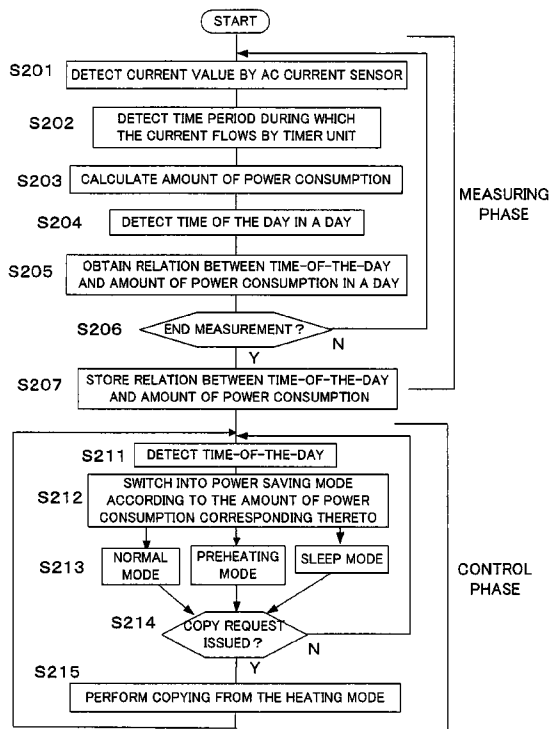 START
S201
DETECT CURRENT VALUE BY AC CURRENT SENSOR
S202
DETECT TIME PERIOD DURING WHICH
THE CURRENT FLOWS BY TIMER UNIT
S203
CALCULATE AMOUNT OF POWER CONSUMPTION
S204
DETECT TIME OF THE DAY IN A DAY
S205
OBTAIN RELATION BETWEEN TIME-OF-THE-DAY
AND AMOUNT OF POWER CONSUMPTION IN A DAY
S206
END MEASUREMENT?
N
Y
S207
STORE RELATION BETWEEN TIME-OF-THE-DAY
AND AMOUNT OF POWER CONSUMPTION
MEASURING
PHASE
S211
DETECT TIME-OF-THE-DAY
S212
SWITCH INTO POWER SAVING MODE
ACCORDING TO THE AMOUNT OF POWER
CONSUMPTION CORRESPONDING THERETO
S213
NORMAL
MODE
PREHEATING
MODE
SLEEP MODE
S214
COPY REQUEST
ISSUED?
N
Y
S215
PERFORM COPYING FROM THE HEATING MODE
CONTROL
PHASE